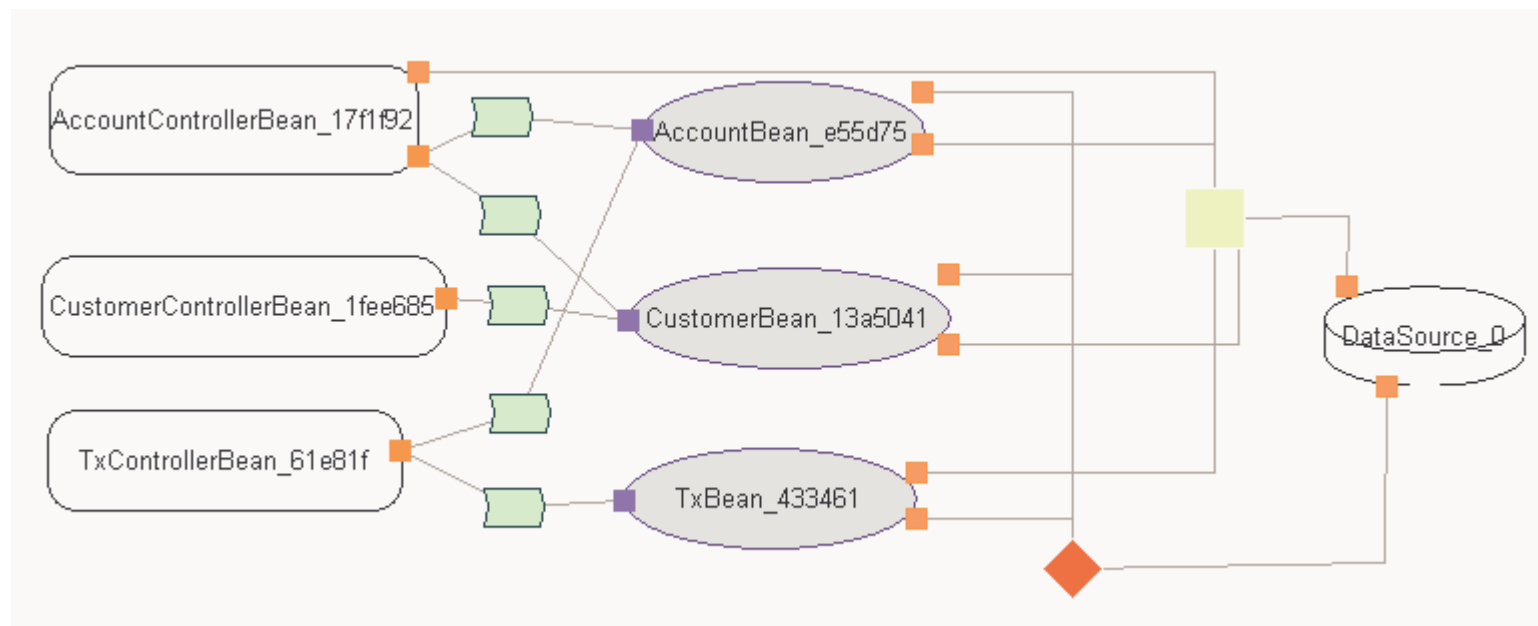 AccountControllerBean_17f1f92
AccountBean_e55d75
CustomerControllerBean_1fee685
CustomerBean_13a5041
DataSource_0
TxControllerBean_61e81f
TxBean_433461